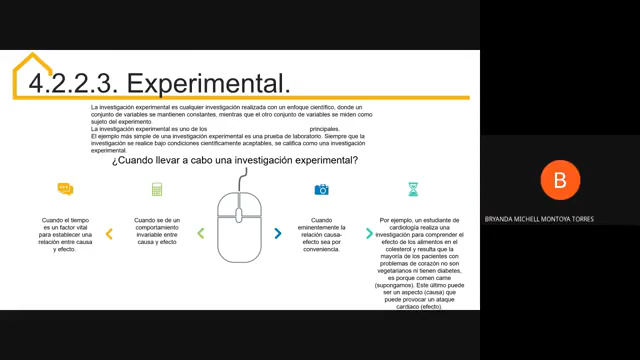 4.2.2.3. Experimental.
La investigación experimental es cualquier investigación realizada con un enfoque científico, donde un
conjunto de variables se mantienen constantes, mientras que el otro conjunto de variables se miden como
sujeto del experimento
La investigación experimental es uno de los principales.
El ejemplo más simple de una investigación experimental es una prueba de laboratorio. Siempre que la
investigación se realice bajo condiciones científicamente aceptables, se califica como una investigación
experimental.
¿Cuando llevar a cabo una investigación experimental?
Cuando el tiempo
es un factor vital
para establecer una
relación entre causa
y efecto.
Cuando se de un
comportamiento
invariable entre
causa y efecto
Cuando
eminentemente la
relación causa-
efecto sea por
conveniencia.
Por ejemplo, un estudiante de
cardiología realiza una
investigación para comprender el
efecto de los alimentos en el
colesterol y resulta que la
mayoría de los pacientes con
problemas de corazón no son
vegetarianos ni tienen diabetes,
es porque comen carne
(supongamos). Este último puede
ser un aspecto (causa) que
puede provocar un ataque
cardíaco (efecto).
B
BRYANDA MICHELL MONTOYA TORRES